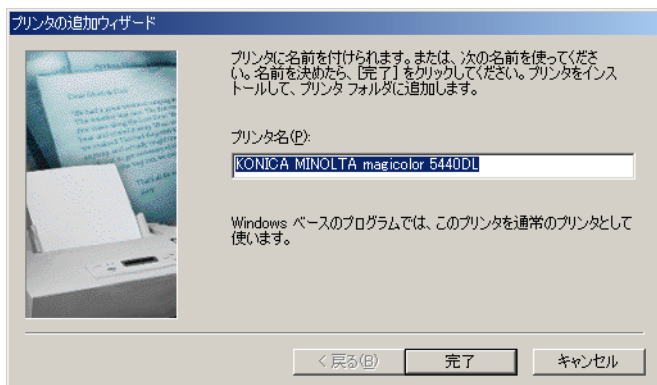 プリンタの追加ウィザード
プリンタに名前を付けられます。または、次の名前を使ってくださ
い。名前を決めたら、[完了] をクリックしてください。プリンタをインス
トールして、プリンタ フォルダに追加します。
プリンタ名(P):
KONICA MINOLTA magicolor 5440DL
Windows ベースのプログラムでは、このプリンタを通常のプリンタとして
使います。
< 戻る(B)
完了
キャンセル